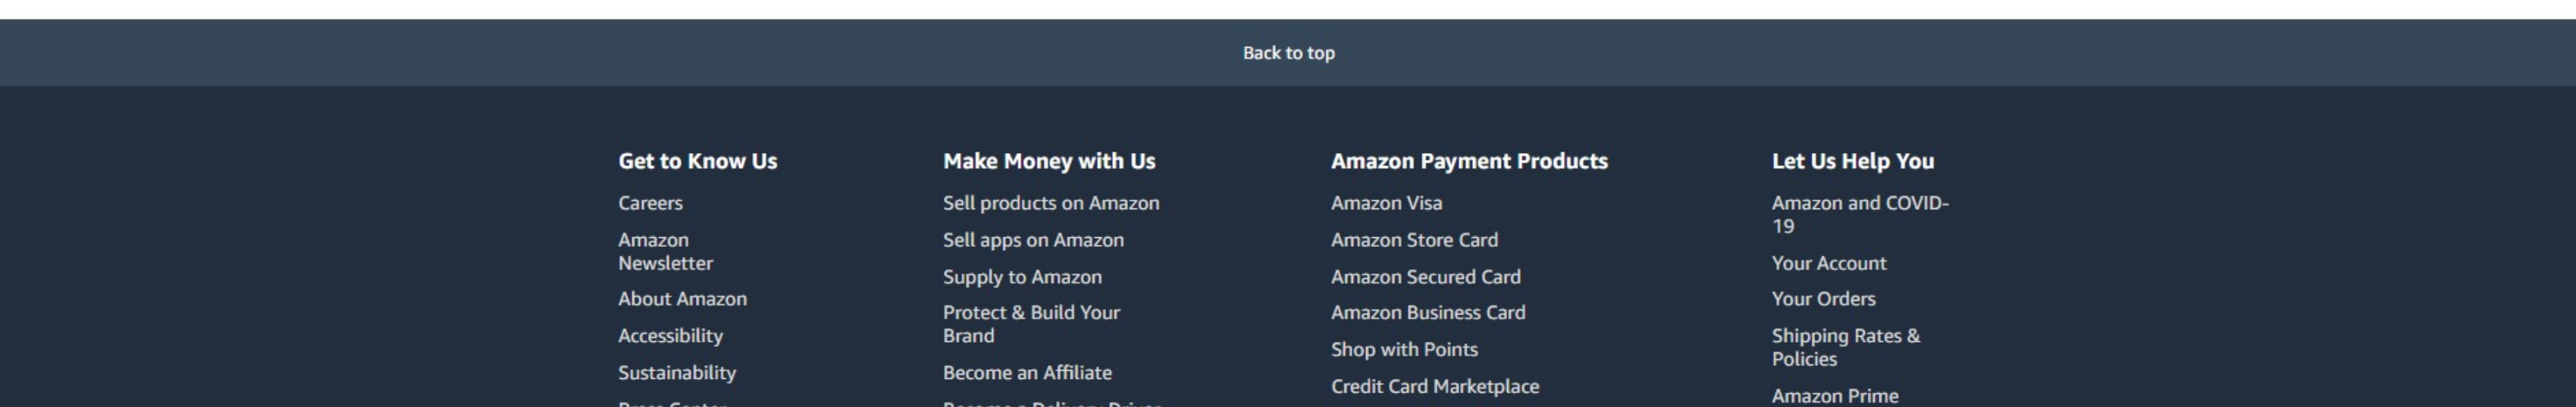 Back to top
Get to Know Us
Careers
Amazon
Newsletter
About Amazon
Accessibility
Sustainability
Make Money with Us
Sell products on Amazon
Sell apps on Amazon
Supply to Amazon
Protect & Build Your
Brand
Become an Affiliate
Amazon Payment Products
Amazon Visa
Amazon Store Card
Amazon Secured Card
Amazon Business Card
Shop with Points
Credit Card Marketplace
Let Us Help You
Amazon and COVID-
19
Your Account
Your Orders
Shipping Rates &
Policies
Amazon Prime